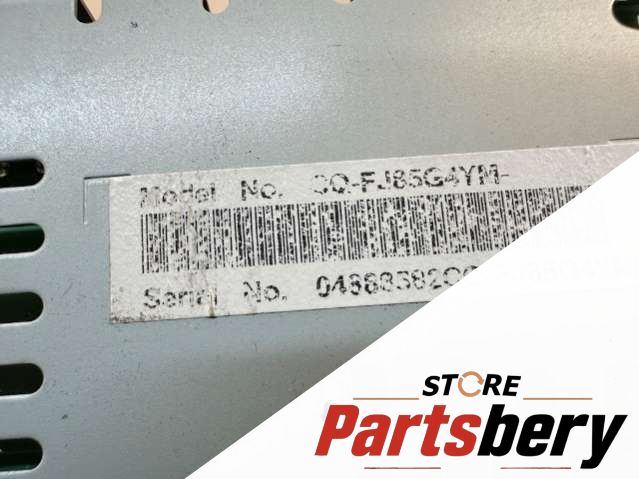 Model No. CQ-FJ85G4YM-
Serial No.
STORE
Partsbery